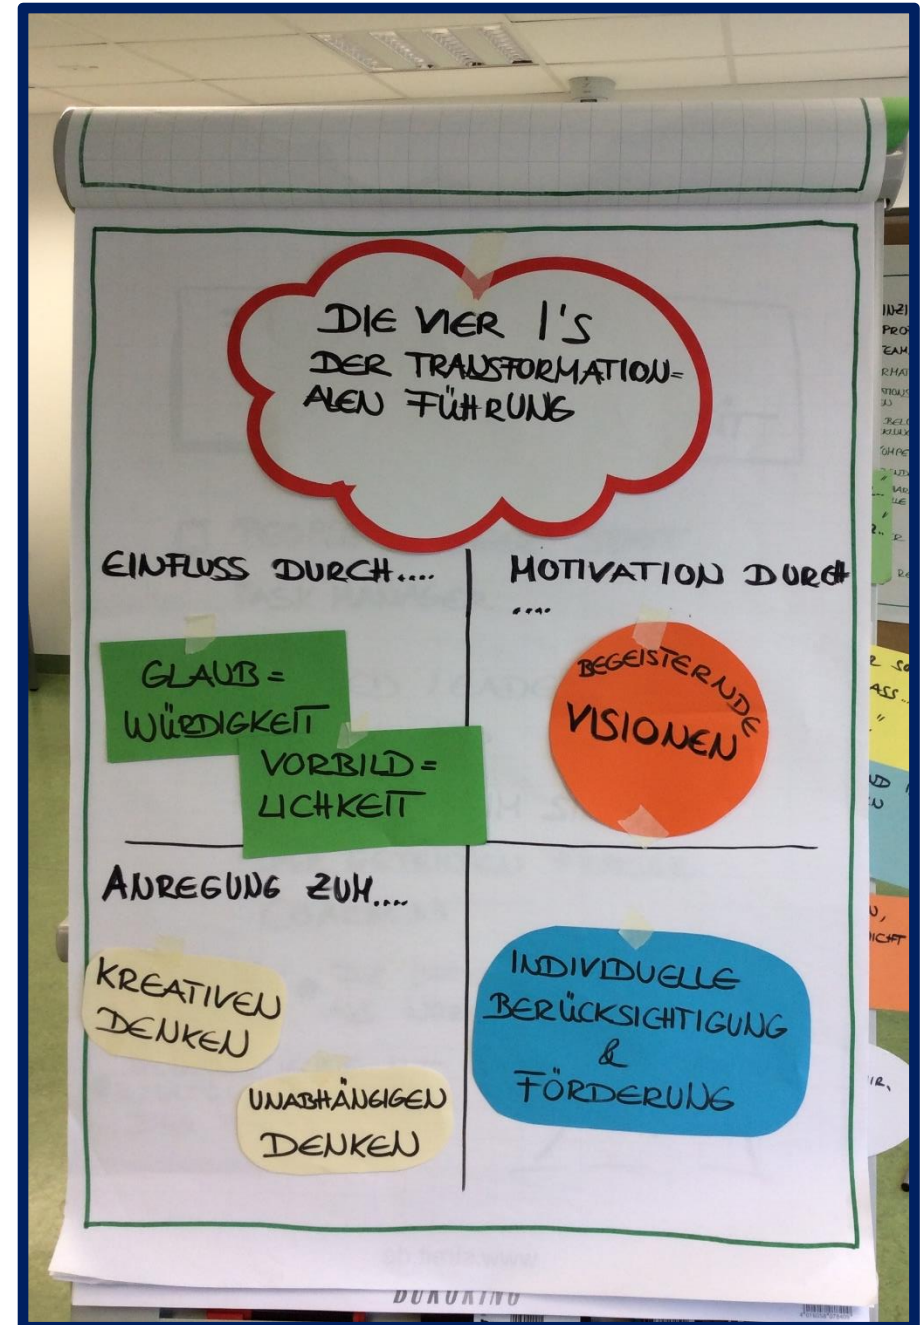 DIE VIER I'S
DER TRANSFORMATION=
ALEN FÜHRUNG
EINFLUSS DURCH....
GLAUB=
WÜRDIGKEIT
VORBILD=
LICHKEIT
MOTIVATION DURCH
....
BEGEISTERNDE
VISIONEN
ANREGUNG ZUM....
KREATIVEN
DENKEN
UNABHÄNGIGEN
DENKEN
INDIVIDUELLE
BERÜCKSICHTIGUNG
&
FÖRDERUNG